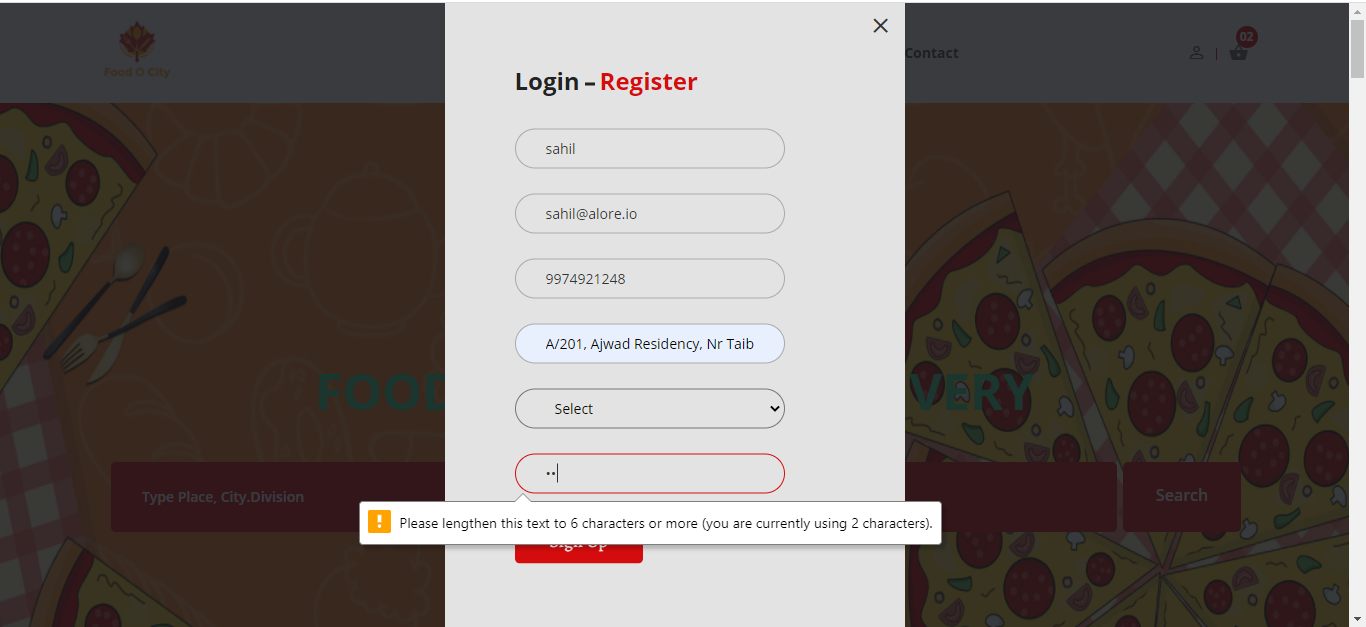 Food O City
Contact
02
Login – Register
sahil
sahil@alore.io
9974921248
A/201, Ajwad Residency, Nr Taib
Select
FOOD
VERY
••
Type Place, City.Division
Search
Please lengthen this text to 6 characters or more (you are currently using 2 characters).
Sign Up